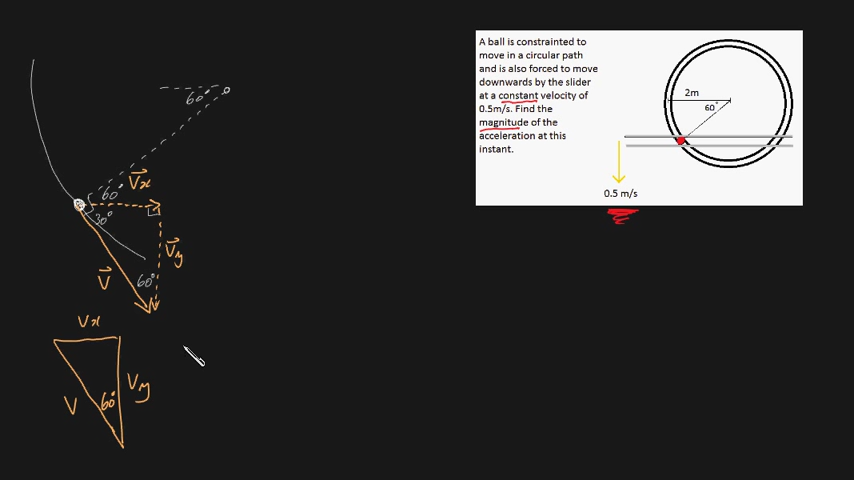 A ball is constrainted to
move in a circular path
and is also forced to move
downwards by the slider
at a constant velocity of
0.5m/s. Find the
magnitude of the
acceleration at this
instant.
2m
60°
0.5 m/s
60°
60°
Vx
30°
Vy
60°
V
Vx
Vy
60°
V